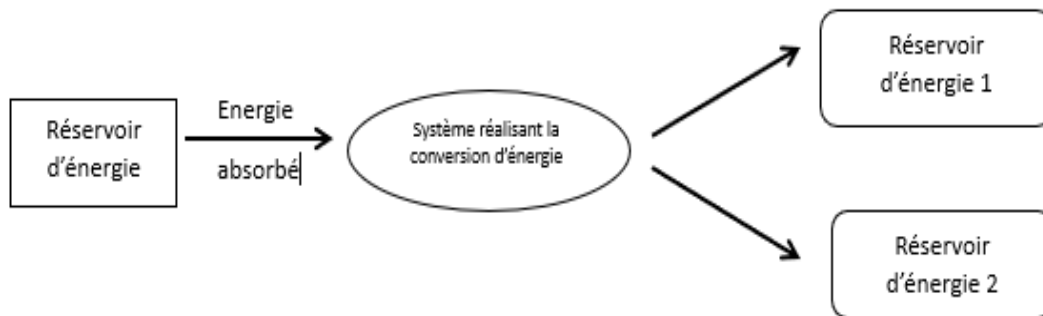 Réservoir
d'énergie
Energie
absorbé
Système réalisant la
conversion d'énergie
Réservoir
d'énergie 1
Réservoir
d'énergie 2